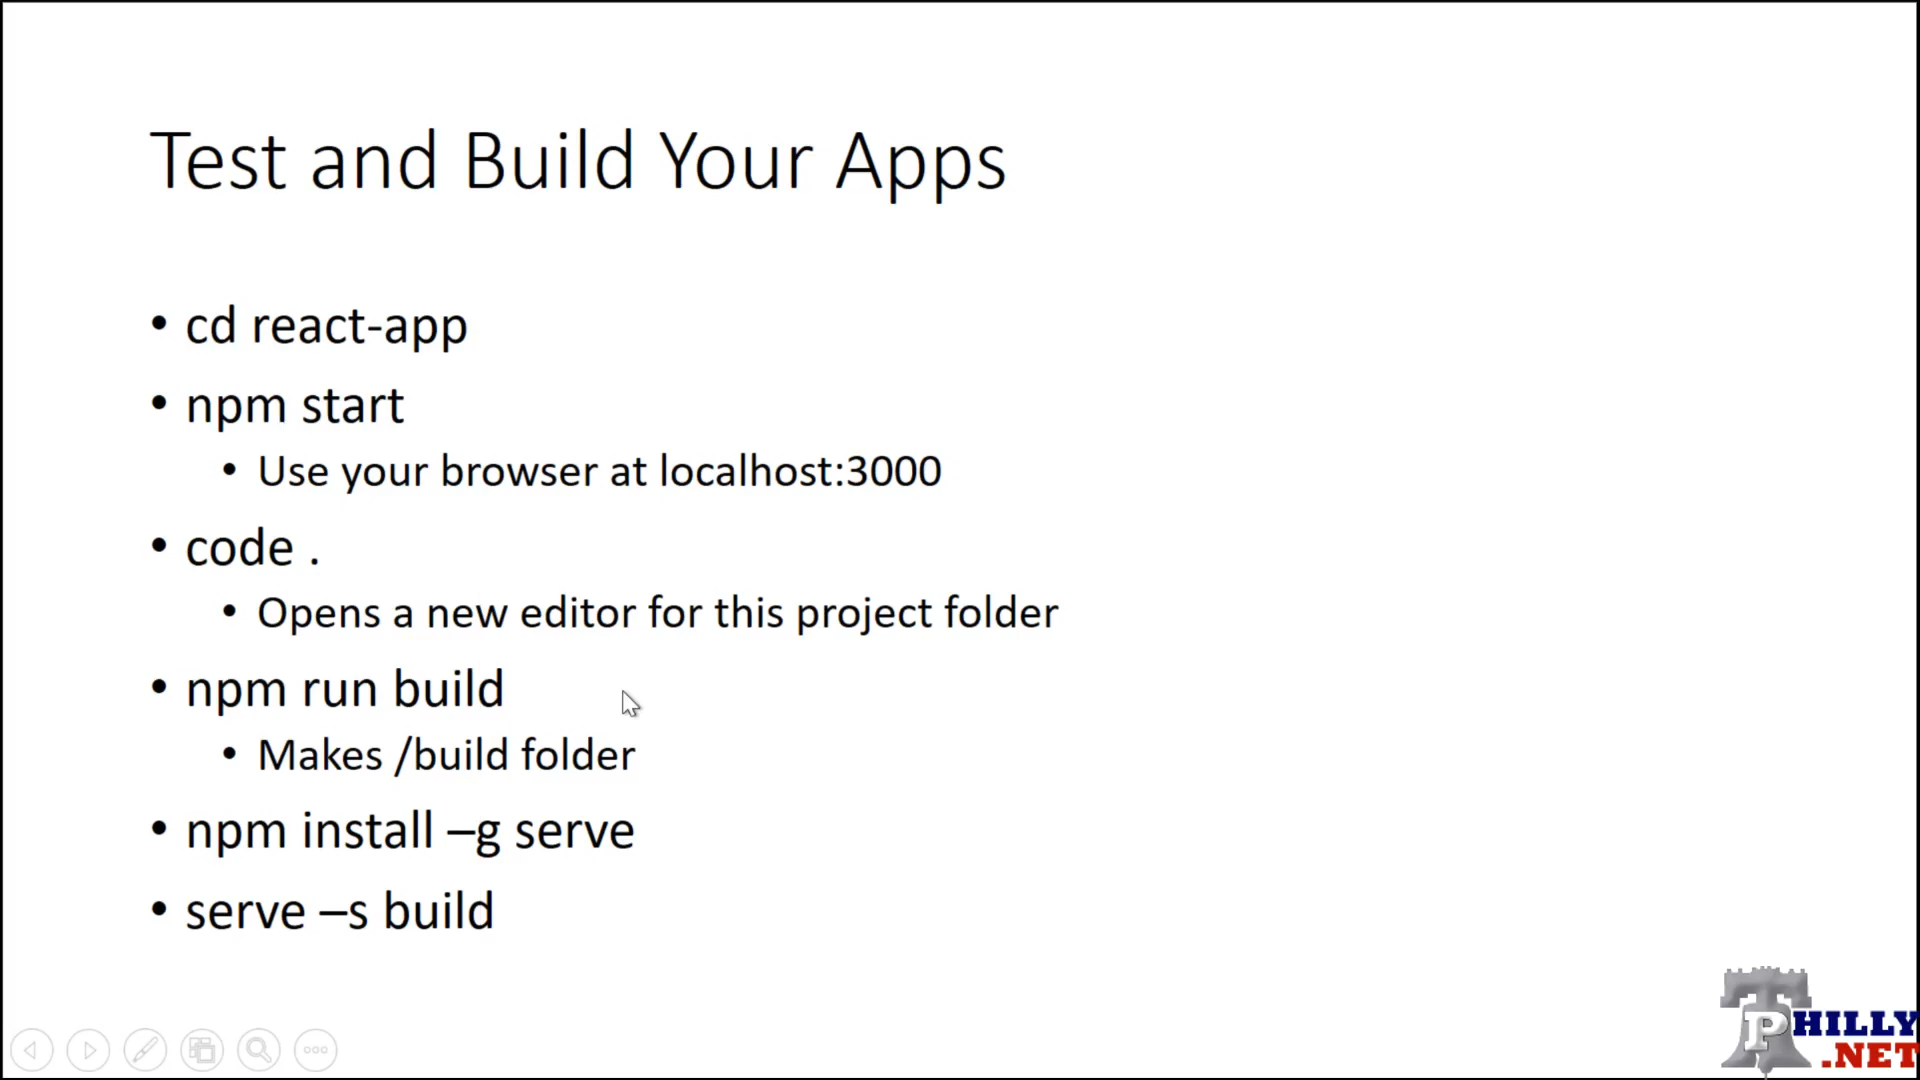 Test and Build Your Apps
• cd react-app
• npm start
• Use your browser at localhost:3000
• code .
• Opens a new editor for this project folder
• npm run build
• Makes /build folder
• npm install –g serve
• serve –s build
PHILLY
.NET